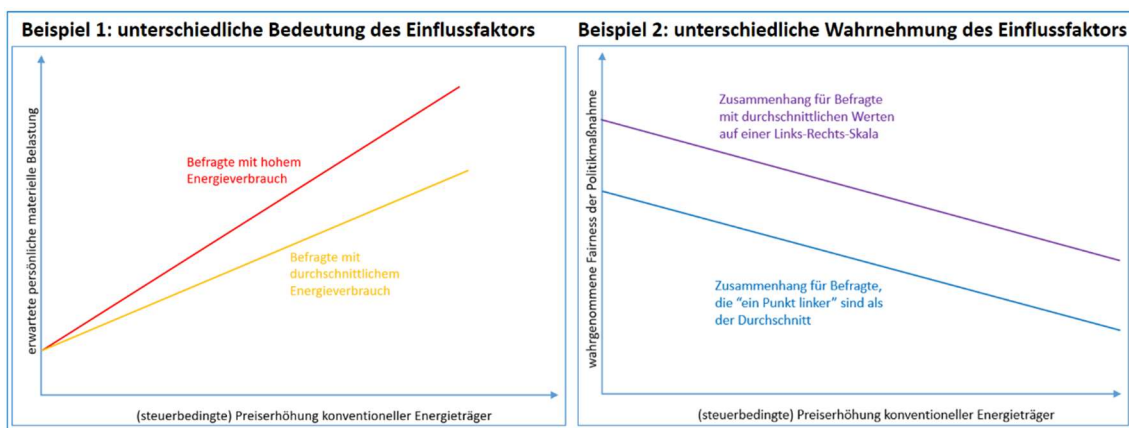 Beispiel 1: unterschiedliche Bedeutung des Einflussfaktors
erwartete persönliche materielle Belastung
Befragte mit hohem
Energieverbrauch
Befragte mit
durchschnittlichem
Energieverbrauch
(steuerbedingte) Preiserhöhung konventioneller Energieträger
Beispiel 2: unterschiedliche Wahrnehmung des Einflussfaktors
wahrgenommene Fairness der Politikmaßnahme
Zusammenhang für Befragte
mit durchschnittlichen Werten
auf einer Links-Rechts-Skala
Zusammenhang für Befragte,
die "ein Punkt linker" sind als
der Durchschnitt
(steuerbedingte) Preiserhöhung konventioneller Energieträger